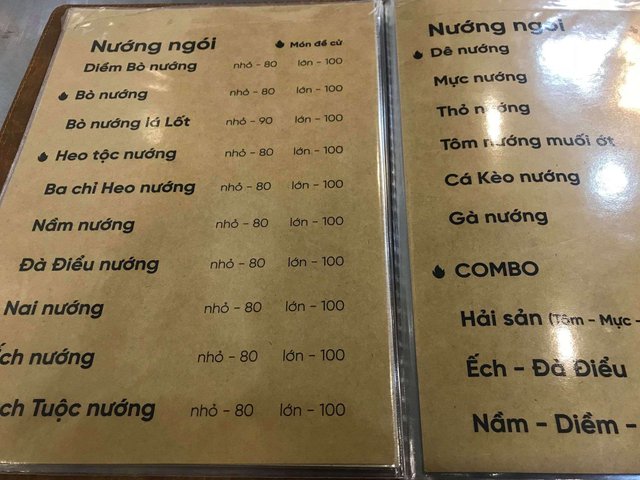 Nướng ngói Món đề cử
Diềm Bò nướng nhỏ - 80 lớn - 100
Bò nướng nhỏ - 80 lớn - 100
Bò nướng lá Lốt nhỏ - 90 lớn - 100
Heo tộc nướng nhỏ - 80 lớn - 100
Ba chỉ Heo nướng nhỏ - 80 lớn - 100
Nầm nướng nhỏ - 80 lớn - 100
Đà Điểu nướng nhỏ - 80 lớn - 100
Nai nướng nhỏ - 80 lớn - 100
Ếch nướng nhỏ - 80 lớn - 100
ch Tuộc nướng nhỏ - 80 lớn - 100
Nướng ngói
Dê nướng
Mực nướng
Thỏ nướng
Tôm nướng muối ớt
Cá Kèo nướng
Gà nướng
COMBO
Hải sản (Tôm - Mực -
Ếch - Đà Điểu
Nầm - Diềm -